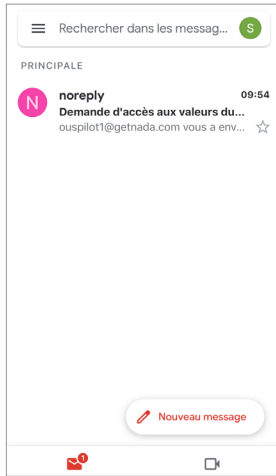 Rechercher dans les messag... S
PRINCIPALE
N noreply 09:54
Demande d'accès aux valeurs du...
ouspilot1@getnada.com vous a env...
Nouveau message
1